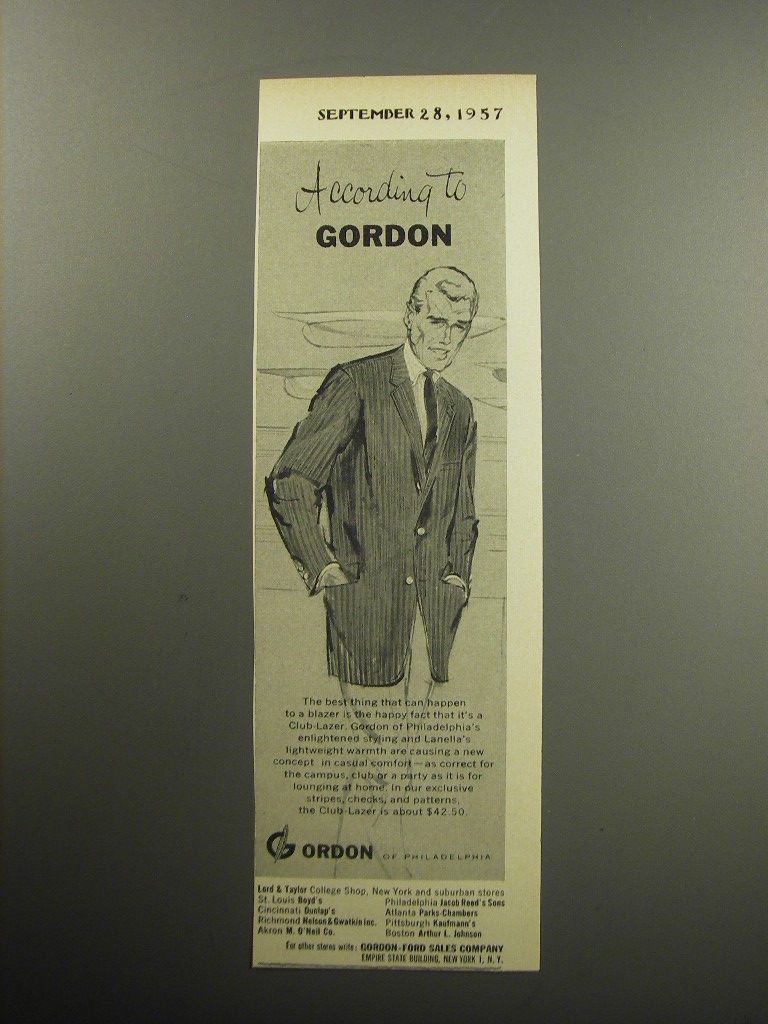 SEPTEMBER 28, 1957
According to
GORDON
The best thing that can happen
to a blazer is the happy fact that it's a
Club-Lazer. Gordon of Philadelphia's
enlightened styling and Lanella's
lightweight warmth are causing a new
concept in casual comfort—as correct for
the campus, club or a party as it is for
lounging at home. In our exclusive
stripes, checks, and patterns,
the Club-Lazer is about $42.50.
GORDON OF PHILADELPHIA
Lord & Taylor College Shop, New York and suburban stores
St. Louis Boyd's
Cincinnati Dunlap's
Richmond Nelson & Gwatkin Inc.
Akron M. O'Neil Co.
Philadelphia Jacob Reed's Sons
Atlanta Parks-Chambers
Pittsburgh Kaufmann's
Boston Arthur L. Johnson
For other stores write: GORDON-FORD SALES COMPANY
EMPIRE STATE BUILDING, NEW YORK 1, N. Y.